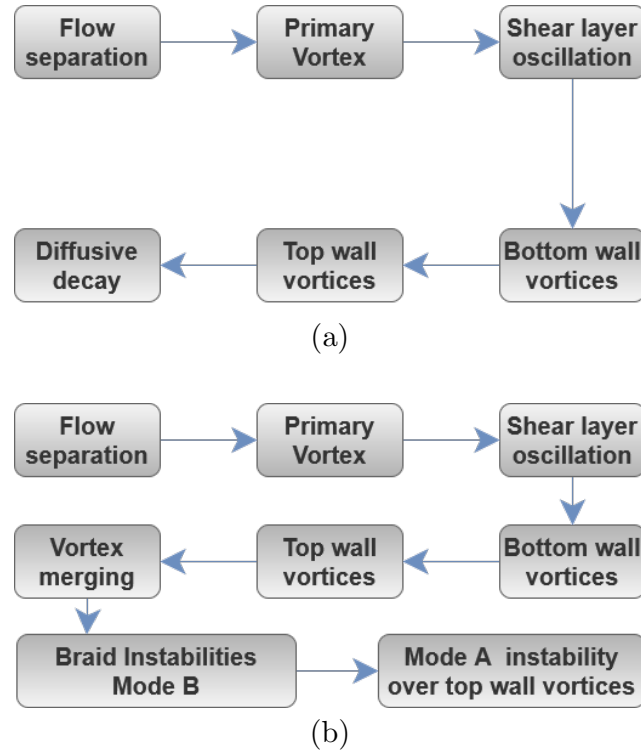 Flow
separation
Primary
Vortex
Shear layer
oscillation
Bottom wall
vortices
Top wall
vortices
Diffusive
decay
(a)
Flow
separation
Primary
Vortex
Shear layer
oscillation
Bottom wall
vortices
Top wall
vortices
Vortex
merging
Braid Instabilities
Mode B
Mode A instability
over top wall vortices
(b)